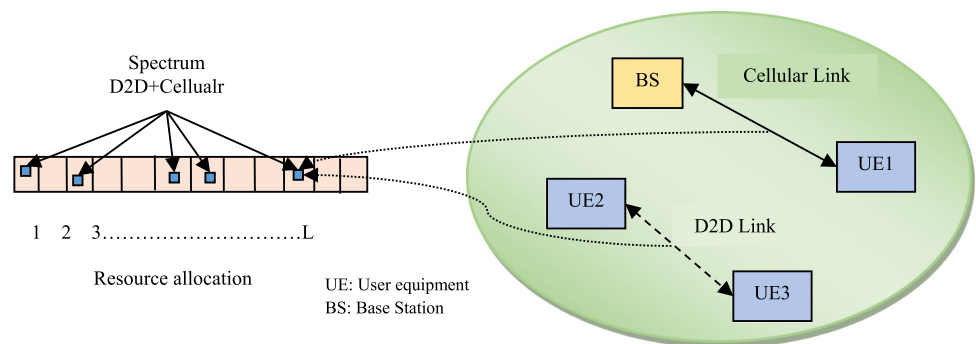 Spectrum
D2D+Cellualr
1 2 3..............................L
Resource allocation
UE: User equipment
BS: Base Station
BS
Cellular Link
UE1
UE2
D2D Link
UE3